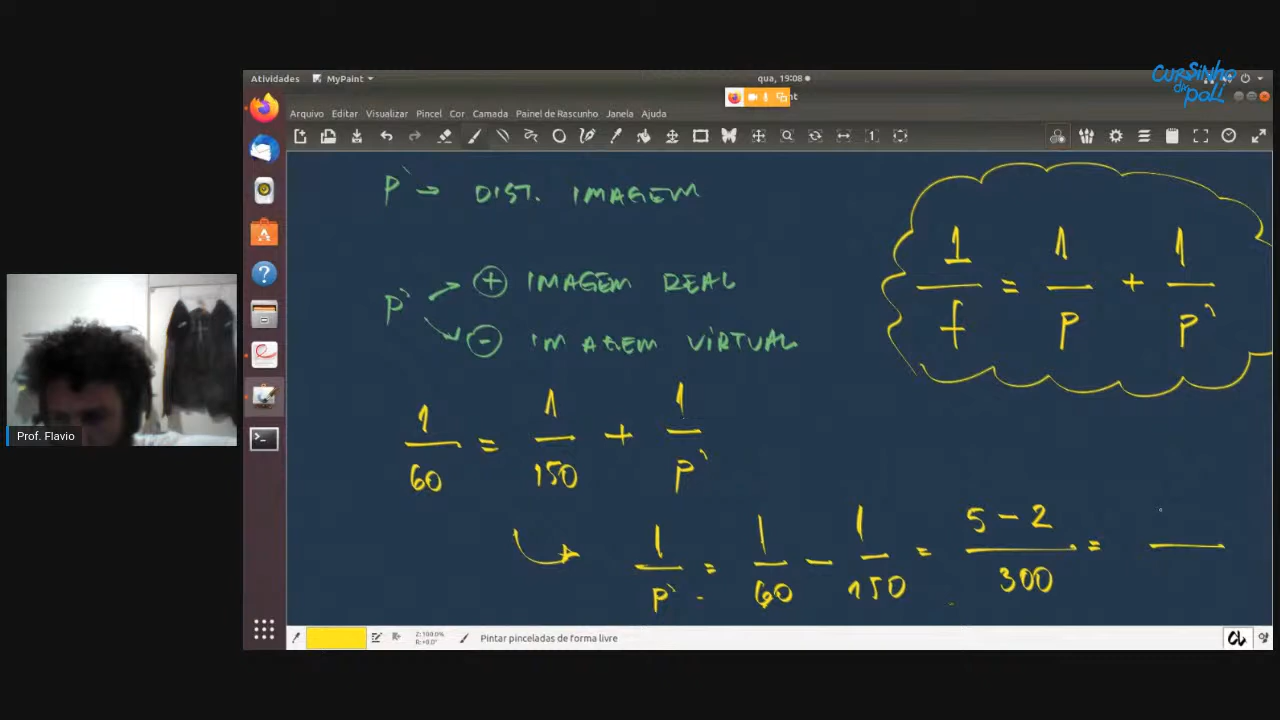 cursinho da poli
Atividades MyPaint qua, 19:08
Arquivo Editar Visualizar Pincel Cor Camada Painel de Rascunho Janela Ajuda
P' → DIST. IMAGEM
P' + IMAGEM REAL
- IMAGEM VIRTUAL
1/f = 1/p + 1/p'
1/60 = 1/150 + 1/p'
1/p' = 1/60 - 1/150 = 5-2/300 =
Prof. Flavio
Pintar pinceladas de forma livre